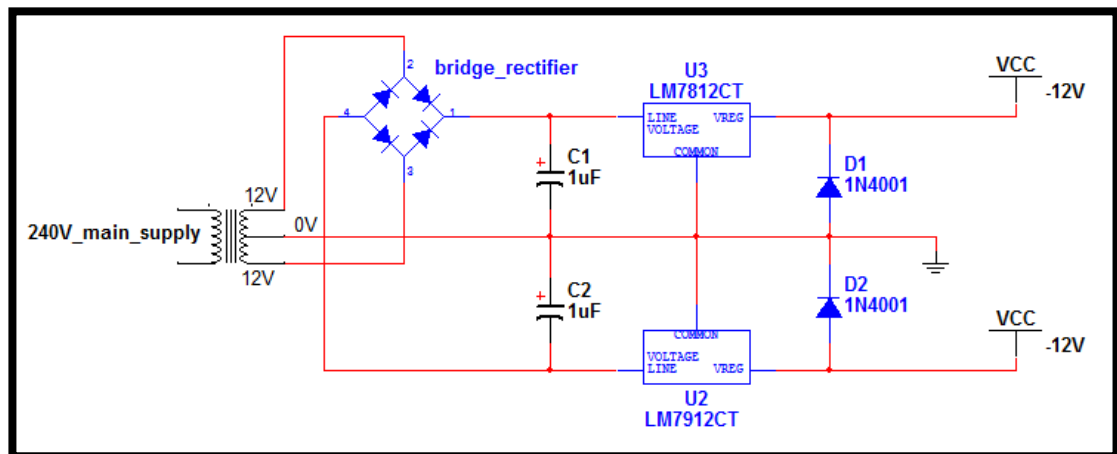 bridge_rectifier
2
4
1
3
U3
LM7812CT
LINE VREG
VOLTAGE
COMMON
VCC
-12V
C1
1uF
+
D1
1N4001
12V
0V
240V_main_supply
12V
C2
1uF
+
D2
1N4001
COMMON
VOLTAGE
LINE VREG
U2
LM7912CT
VCC
-12V